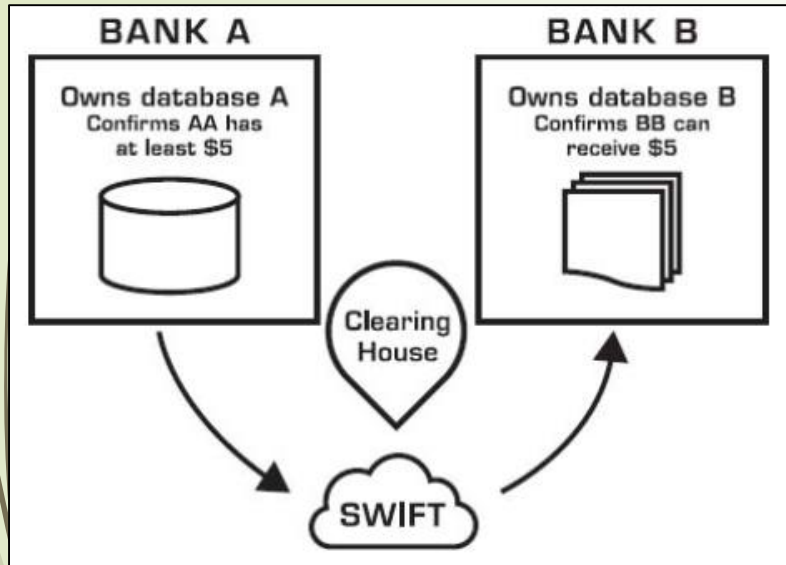 BANK A
Owns database A
Confirms AA has
at least $5
BANK B
Owns database B
Confirms BB can
receive $5
Clearing
House
SWIFT